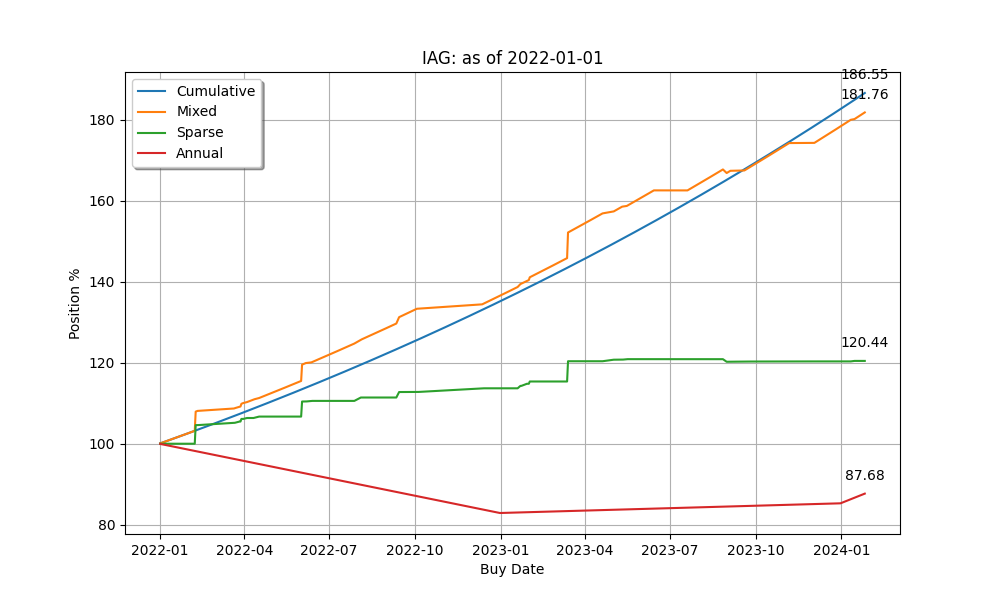 IAG: as of 2022-01-01
186.55
181.76
120.44
87.68
Cumulative
Mixed
Sparse
Annual
Position %
180
160
140
120
100
80
2022-01 2022-04 2022-07 2022-10 2023-01 2023-04 2023-07 2023-10 2024-01
Buy Date